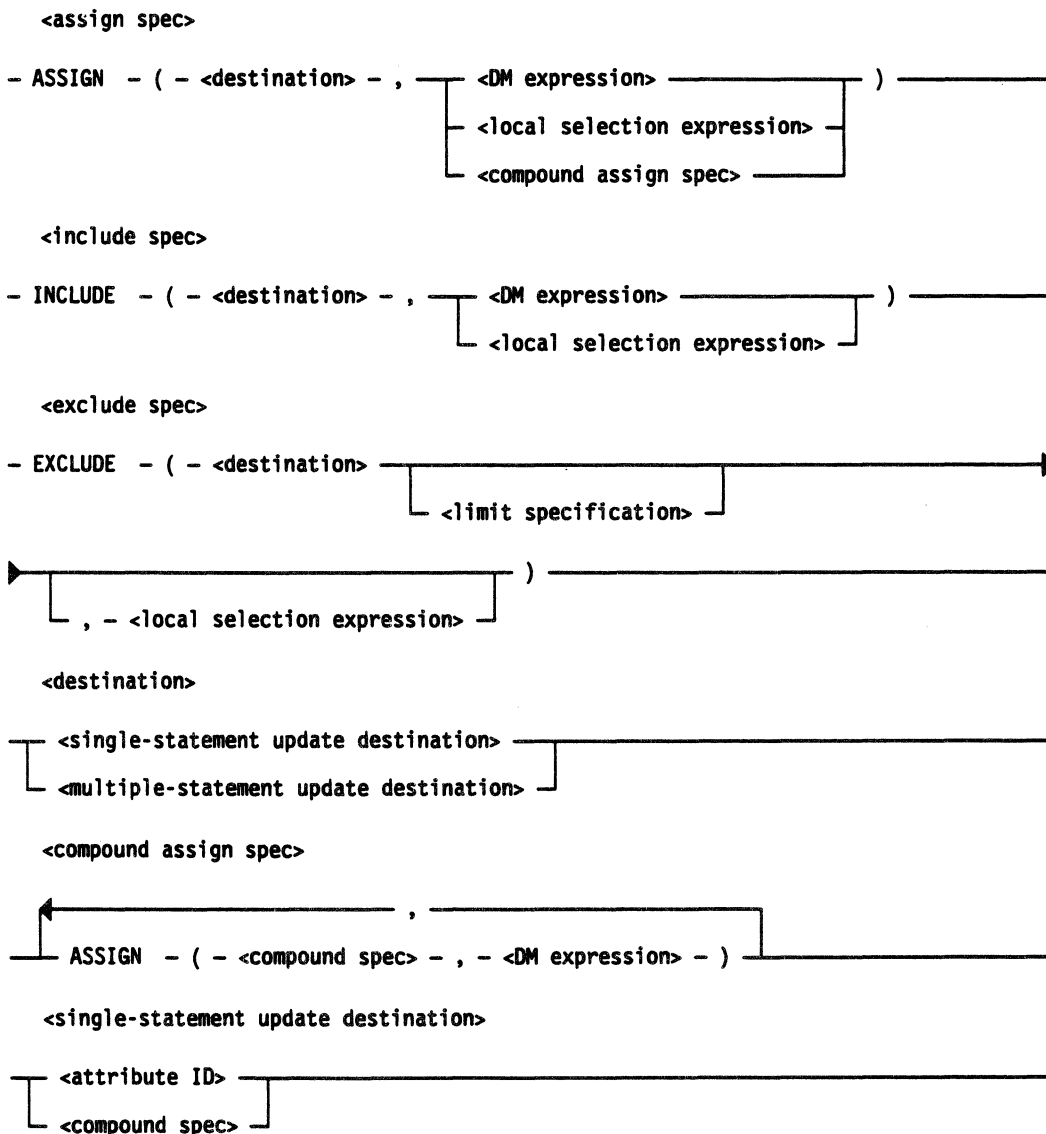 <assign spec>
– ASSIGN – ( – <destination> – , <DM expression> )
<local selection expression>
<compound assign spec>
<include spec>
– INCLUDE – ( – <destination> – , <DM expression> )
<local selection expression>
<exclude spec>
– EXCLUDE – ( – <destination>
<limit specification>
)
, – <local selection expression>
<destination>
<single-statement update destination>
<multiple-statement update destination>
<compound assign spec>
,
ASSIGN – ( – <compound spec> – , – <DM expression> – )
<single-statement update destination>
<attribute ID>
<compound spec>